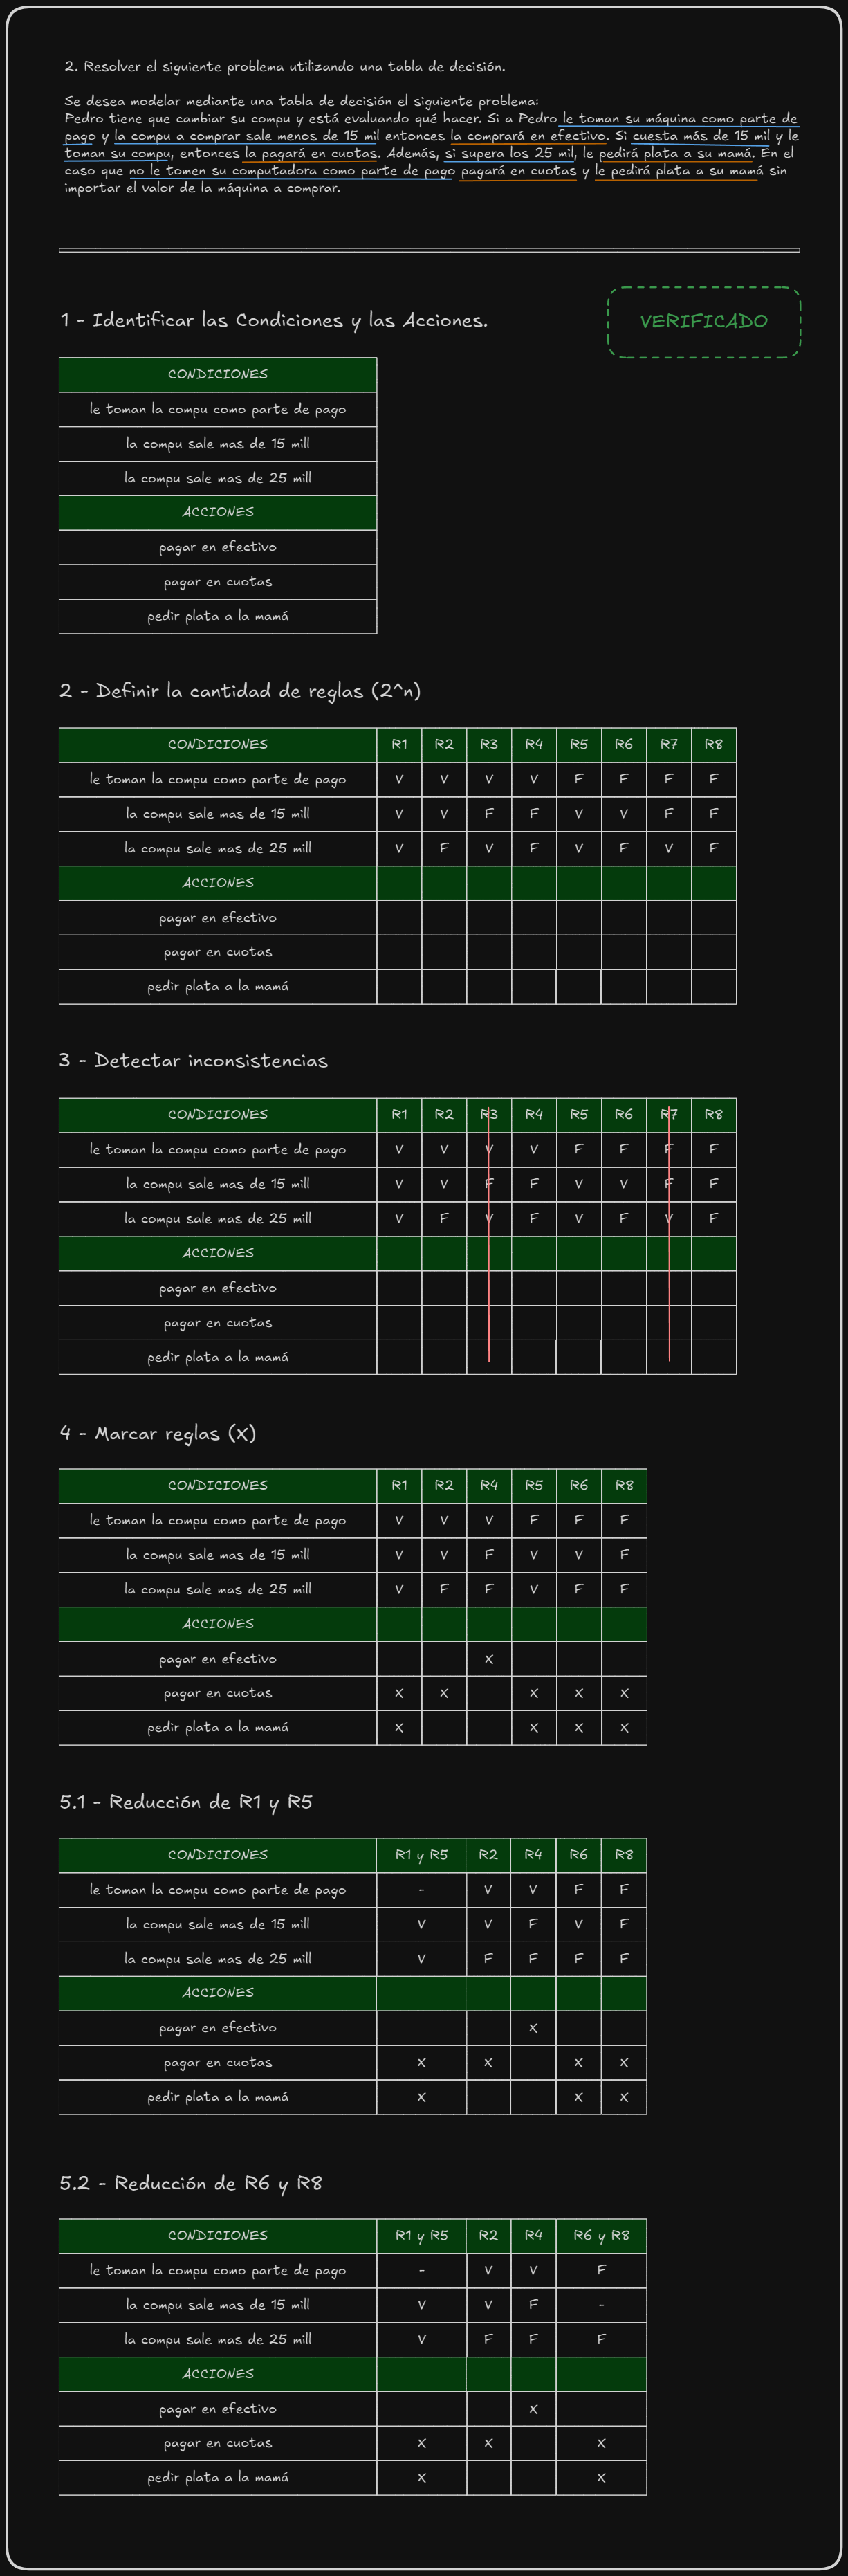 2. Resolver el siguiente problema utilizando una tabla de decisión.
Se desea modelar mediante una tabla de decisión el siguiente problema:
Pedro tiene que cambiar su compu y está evaluando qué hacer. Si a Pedro le toman su máquina como parte de
pago y la compu a comprar sale menos de 15 mil entonces la comprará en efectivo. Si cuesta más de 15 mil y le
toman su compu, entonces la pagará en cuotas. Además, si supera los 25 mil, le pedirá plata a su mamá. En el
caso que no le tomen su computadora como parte de pago pagará en cuotas y le pedirá plata a su mamá sin
importar el valor de la máquina a comprar.
1 - Identificar las Condiciones y las Acciones.
VERIFICADO
CONDICIONES
le toman la compu como parte de pago
la compu sale mas de 15 mill
la compu sale mas de 25 mill
ACCIONES
pagar en efectivo
pagar en cuotas
pedir plata a la mamá
2 - Definir la cantidad de reglas (2^n)
CONDICIONES R1 R2 R3 R4 R5 R6 R7 R8
le toman la compu como parte de pago V V V V F F F F
la compu sale mas de 15 mill V V F F V V F F
la compu sale mas de 25 mill V F V F V F V F
ACCIONES
pagar en efectivo
pagar en cuotas
pedir plata a la mamá
3 - Detectar inconsistencias
CONDICIONES R1 R2 R3 R4 R5 R6 R7 R8
le toman la compu como parte de pago V V V V F F F F
la compu sale mas de 15 mill V V F F V V F F
la compu sale mas de 25 mill V F V F V F V F
ACCIONES
pagar en efectivo
pagar en cuotas
pedir plata a la mamá
4 - Marcar reglas (x)
CONDICIONES R1 R2 R4 R5 R6 R8
le toman la compu como parte de pago V V V F F F
la compu sale mas de 15 mill V V F V V F
la compu sale mas de 25 mill V F F V F F
ACCIONES
pagar en efectivo X
pagar en cuotas X X X X X
pedir plata a la mamá X X X X
5.1 - Reducción de R1 y R5
CONDICIONES R1 y R5 R2 R4 R6 R8
le toman la compu como parte de pago - V V F F
la compu sale mas de 15 mill V V F V F
la compu sale mas de 25 mill V F F F F
ACCIONES
pagar en efectivo X
pagar en cuotas X X X X
pedir plata a la mamá X X X
5.2 - Reducción de R6 y R8
CONDICIONES R1 y R5 R2 R4 R6 y R8
le toman la compu como parte de pago - V V F
la compu sale mas de 15 mill V V F -
la compu sale mas de 25 mill V F F F
ACCIONES
pagar en efectivo X
pagar en cuotas X X X
pedir plata a la mamá X X